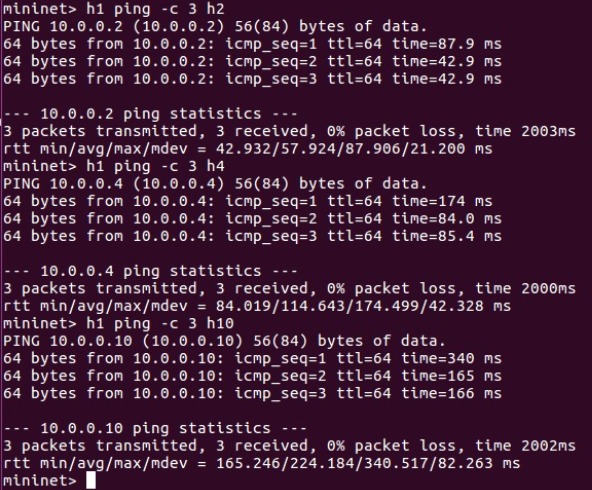 mininet> h1 ping -c 3 h2
PING 10.0.0.2 (10.0.0.2) 56(84) bytes of data.
64 bytes from 10.0.0.2: icmp_seq=1 ttl=64 time=87.9 ms
64 bytes from 10.0.0.2: icmp_seq=2 ttl=64 time=42.9 ms
64 bytes from 10.0.0.2: icmp_seq=3 ttl=64 time=42.9 ms
--- 10.0.0.2 ping statistics ---
3 packets transmitted, 3 received, 0% packet loss, time 2003ms
rtt min/avg/max/mdev = 42.932/57.924/87.906/21.200 ms
mininet> h1 ping -c 3 h4
PING 10.0.0.4 (10.0.0.4) 56(84) bytes of data.
64 bytes from 10.0.0.4: icmp_seq=1 ttl=64 time=174 ms
64 bytes from 10.0.0.4: icmp_seq=2 ttl=64 time=84.0 ms
64 bytes from 10.0.0.4: icmp_seq=3 ttl=64 time=85.4 ms
--- 10.0.0.4 ping statistics ---
3 packets transmitted, 3 received, 0% packet loss, time 2000ms
rtt min/avg/max/mdev = 84.019/114.643/174.499/42.328 ms
mininet> h1 ping -c 3 h10
PING 10.0.0.10 (10.0.0.10) 56(84) bytes of data.
64 bytes from 10.0.0.10: icmp_seq=1 ttl=64 time=340 ms
64 bytes from 10.0.0.10: icmp_seq=2 ttl=64 time=165 ms
64 bytes from 10.0.0.10: icmp_seq=3 ttl=64 time=166 ms
--- 10.0.0.10 ping statistics ---
3 packets transmitted, 3 received, 0% packet loss, time 2002ms
rtt min/avg/max/mdev = 165.246/224.184/340.517/82.263 ms
mininet>